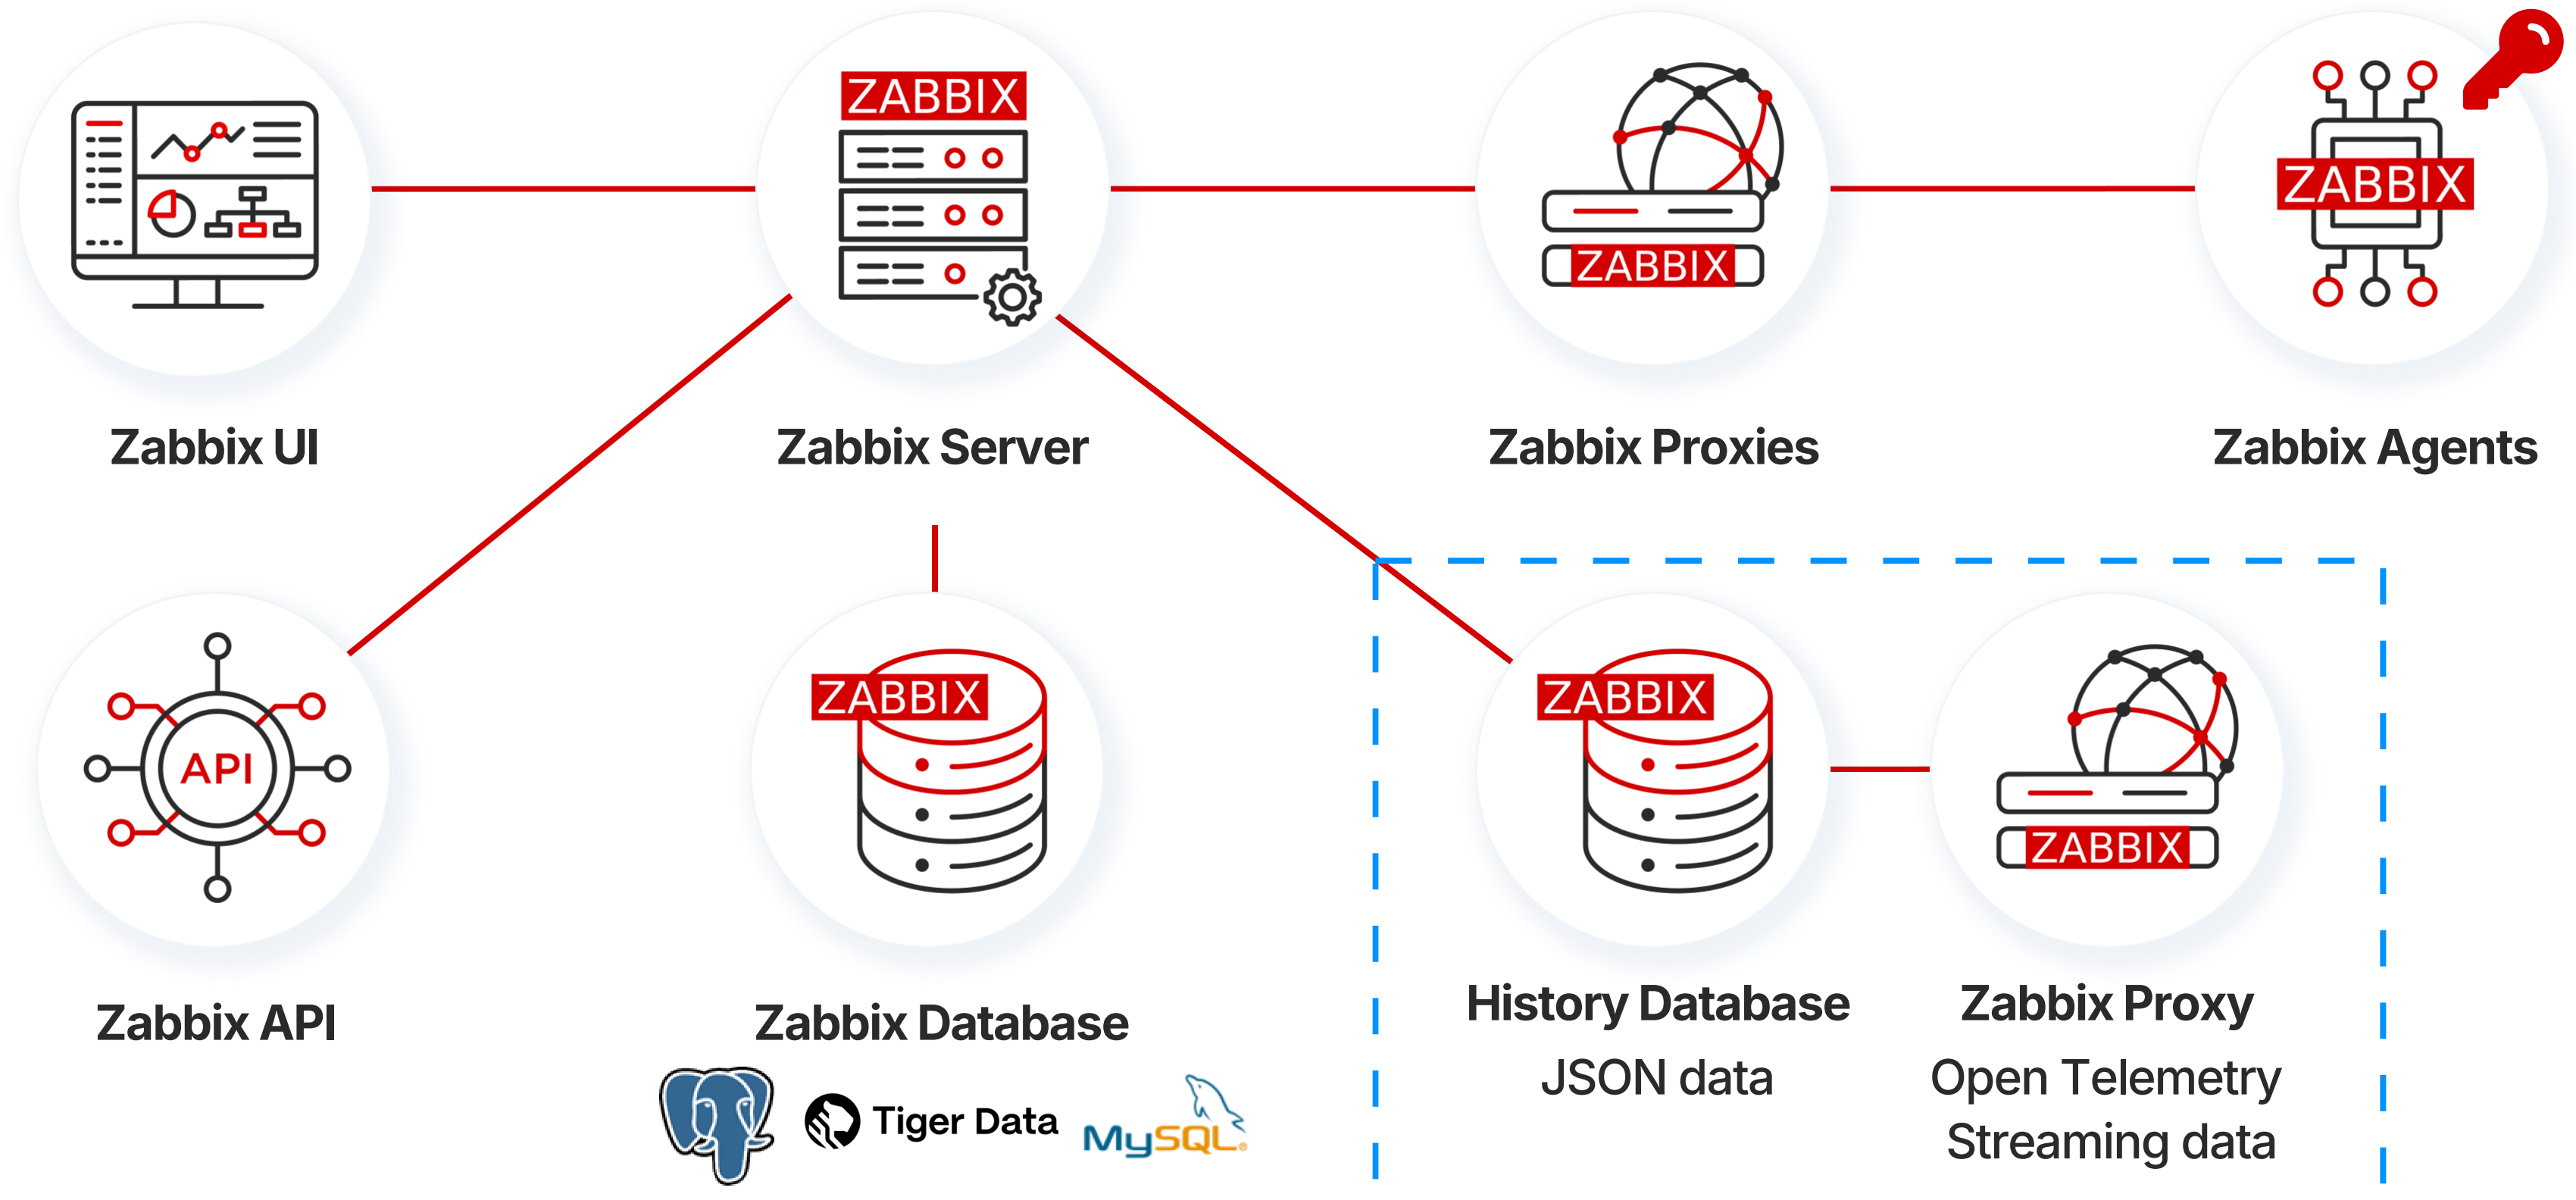 ZABBIX
ZABBIX
ZABBIX
Zabbix UI
Zabbix Server
Zabbix Proxies
Zabbix Agents
API
ZABBIX
ZABBIX
ZABBIX
Zabbix API
Zabbix Database
History Database
Zabbix Proxy
JSON data
Open Telemetry
Streaming data
Tiger Data
MySQL®